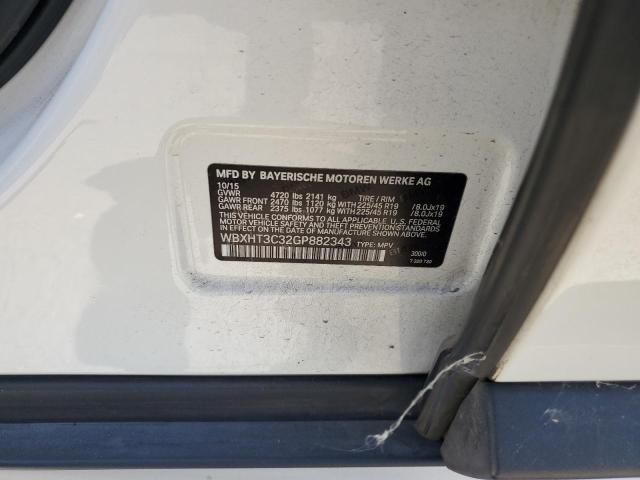 MFD BY BAYERISCHE MOTOREN WERKE AG
10/15
GVWR 4720 lbs 2141 kg TIRE / RIM
GAWR FRONT 2470 lbs 1120 kg WITH 225/45 R19 /8.0Jx19
GAWR REAR 2375 lbs 1077 kg WITH 225/45 R19 /8.0Jx19
THIS VEHICLE CONFORMS TO ALL APPLICABLE U.S. FEDERAL
MOTOR VEHICLE SAFETY STANDARDS IN EFFECT
ON THE DATE OF MANUFACTURE SHOWN ABOVE.
WBXHT3C32GP882343 TYPE: MPV
300/0